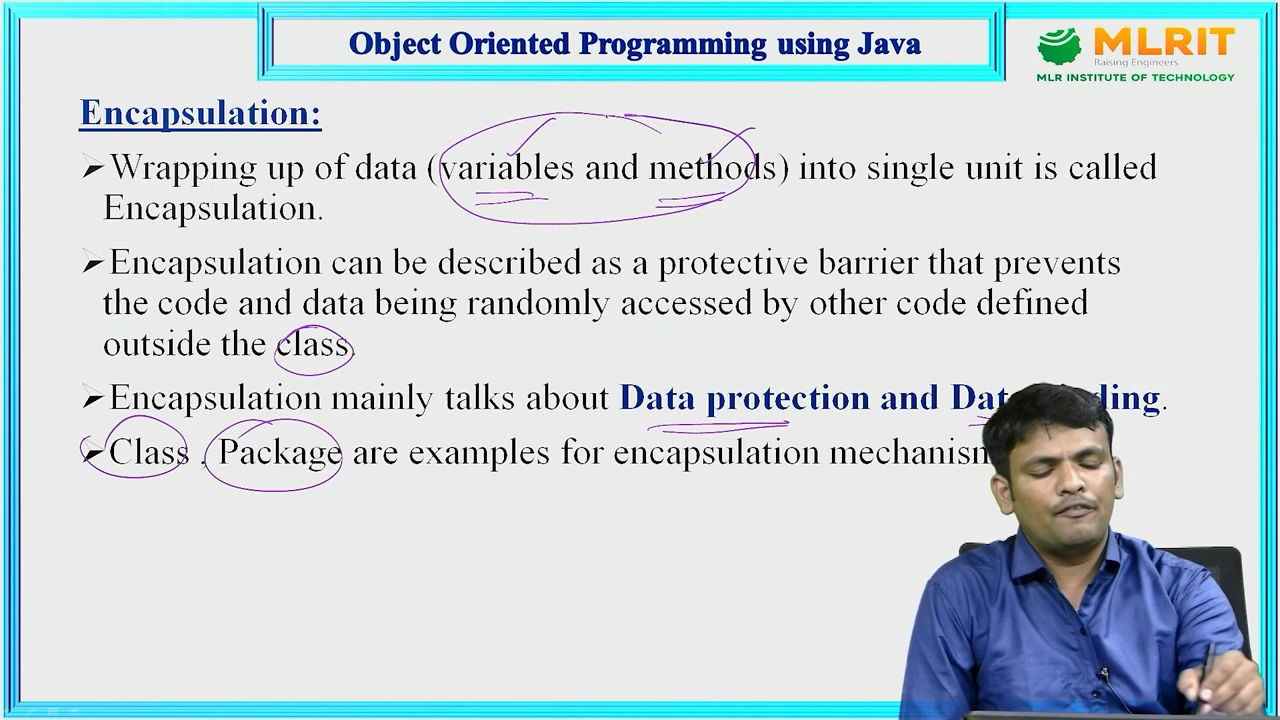 Object Oriented Programming using Java
MLRIT
Raising Engineers
MLR INSTITUTE OF TECHNOLOGY
Encapsulation:
➢Wrapping up of data (variables and methods) into single unit is called
Encapsulation.
➢Encapsulation can be described as a protective barrier that prevents
the code and data being randomly accessed by other code defined
outside the class.
➢Encapsulation mainly talks about Data protection and
➢Class , Package are examples for encapsulation